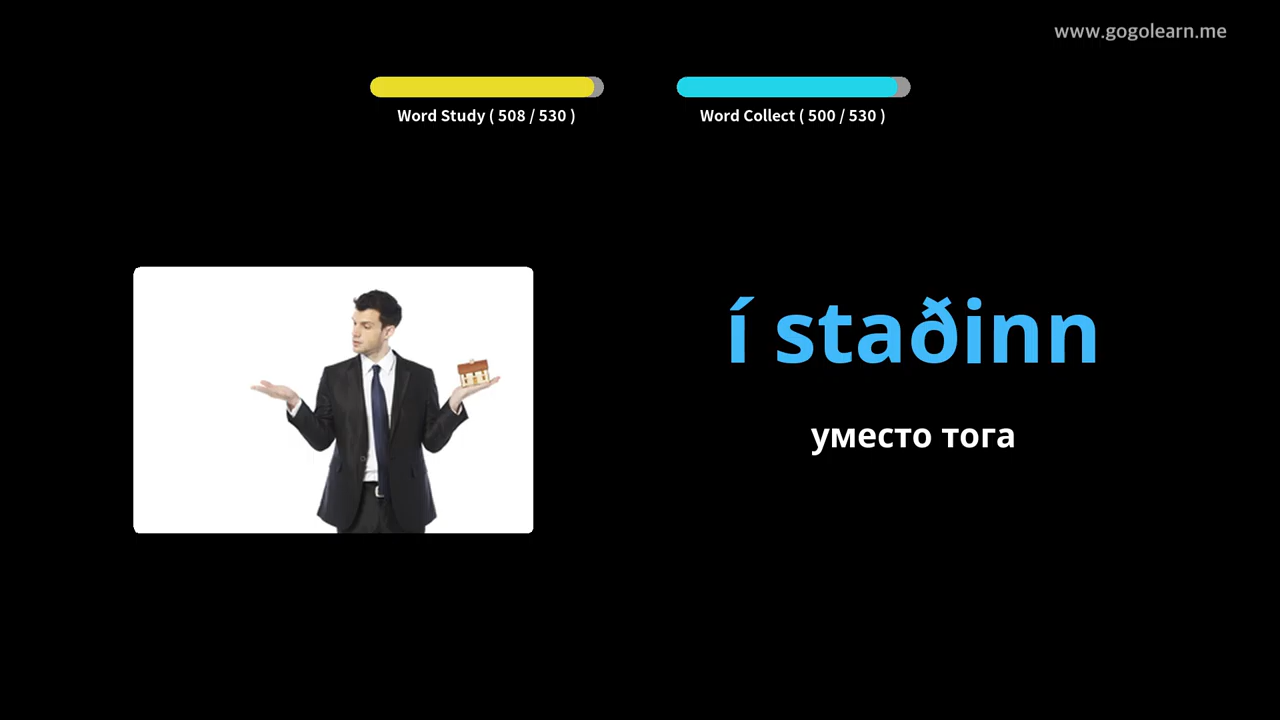 www.gogolearn.me
Word Study ( 508 / 530 )
Word Collect ( 500 / 530 )
í staðinn
уместо тога